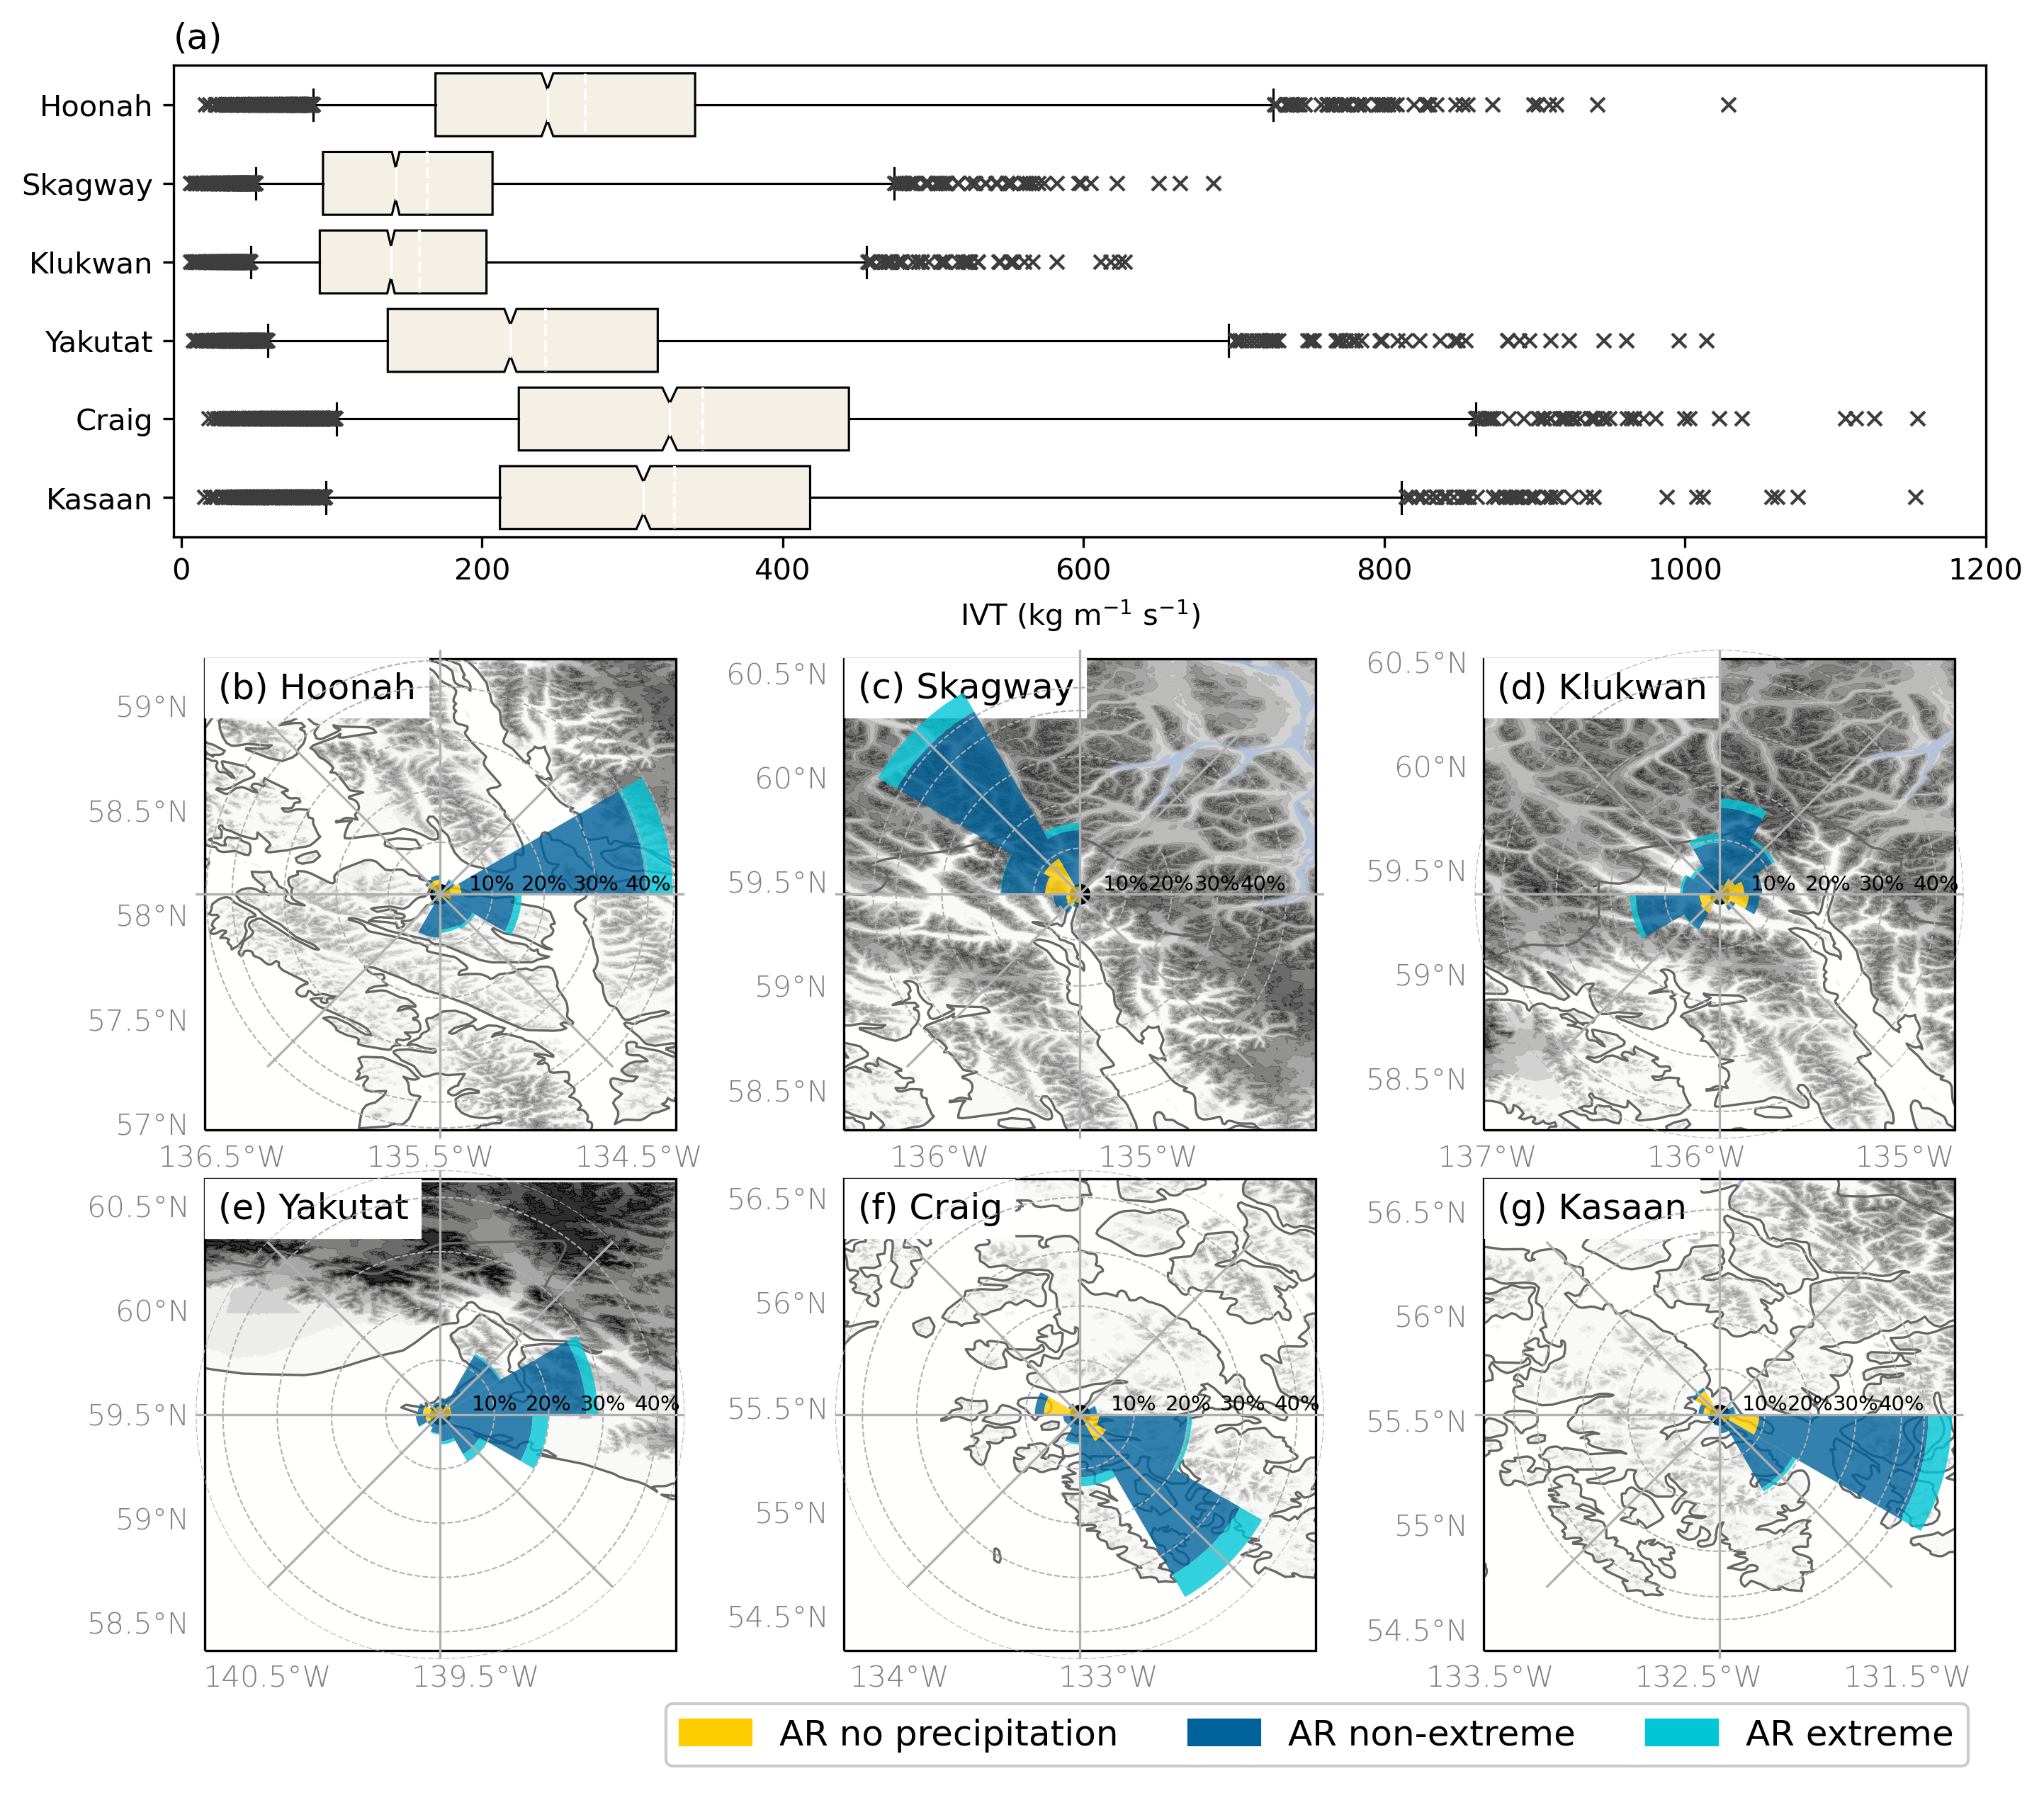 (a)
Hoonah
Skagway
Klukwan
Yakutat
Craig
Kasaan
0 200 400 600 800 1000 1200
IVT (kg m⁻¹ s⁻¹)
(b) Hoonah
59°N
58.5°N
58°N
57.5°N
57°N
10% 20% 30% 40%
136.5°W 135.5°W 134.5°W
(c) Skagway
60.5°N
60°N
59.5°N
59°N
58.5°N
10% 20% 30% 40%
136°W 135°W
(d) Klukwan
60.5°N
60°N
59.5°N
59°N
58.5°N
10% 20% 30% 40%
137°W 136°W 135°W
(e) Yakutat
60.5°N
60°N
59.5°N
59°N
58.5°N
10% 20% 30% 40%
140.5°W 139.5°W
(f) Craig
56.5°N
56°N
55.5°N
55°N
54.5°N
10% 20% 30% 40%
134°W 133°W
(g) Kasaan
56.5°N
56°N
55.5°N
55°N
54.5°N
10% 20% 30% 40%
133.5°W 132.5°W 131.5°W
AR no precipitation AR non-extreme AR extreme